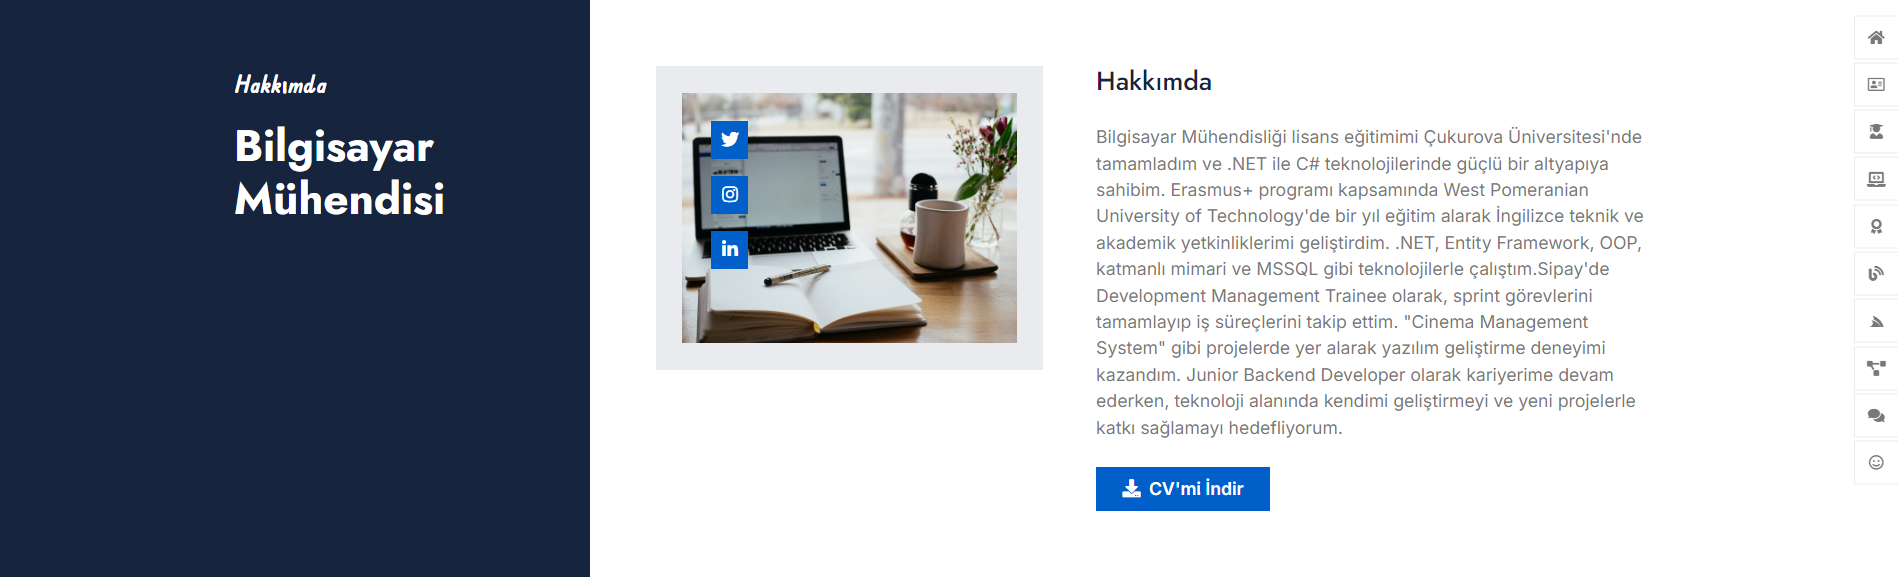 Hakkımda
Bilgisayar
Mühendisi
Hakkımda
Bilgisayar Mühendisliği lisans eğitimimi Çukurova Üniversitesi'nde
tamamladım ve .NET ile C# teknolojilerinde güçlü bir altyapıya
sahibim. Erasmus+ programı kapsamında West Pomeranian
University of Technology'de bir yıl eğitim alarak İngilizce teknik ve
akademik yetkinliklerimi geliştirdim. .NET, Entity Framework, OOP,
katmanlı mimari ve MSSQL gibi teknolojilerle çalıştım.Sipay'de
Development Management Trainee olarak, sprint görevlerini
tamamlayıp iş süreçlerini takip ettim. "Cinema Management
System" gibi projelerde yer alarak yazılım geliştirme deneyimi
kazandım. Junior Backend Developer olarak kariyerime devam
ederken, teknoloji alanında kendimi geliştirmeyi ve yeni projelerle
katkı sağlamayı hedefliyorum.
CV'mi İndir